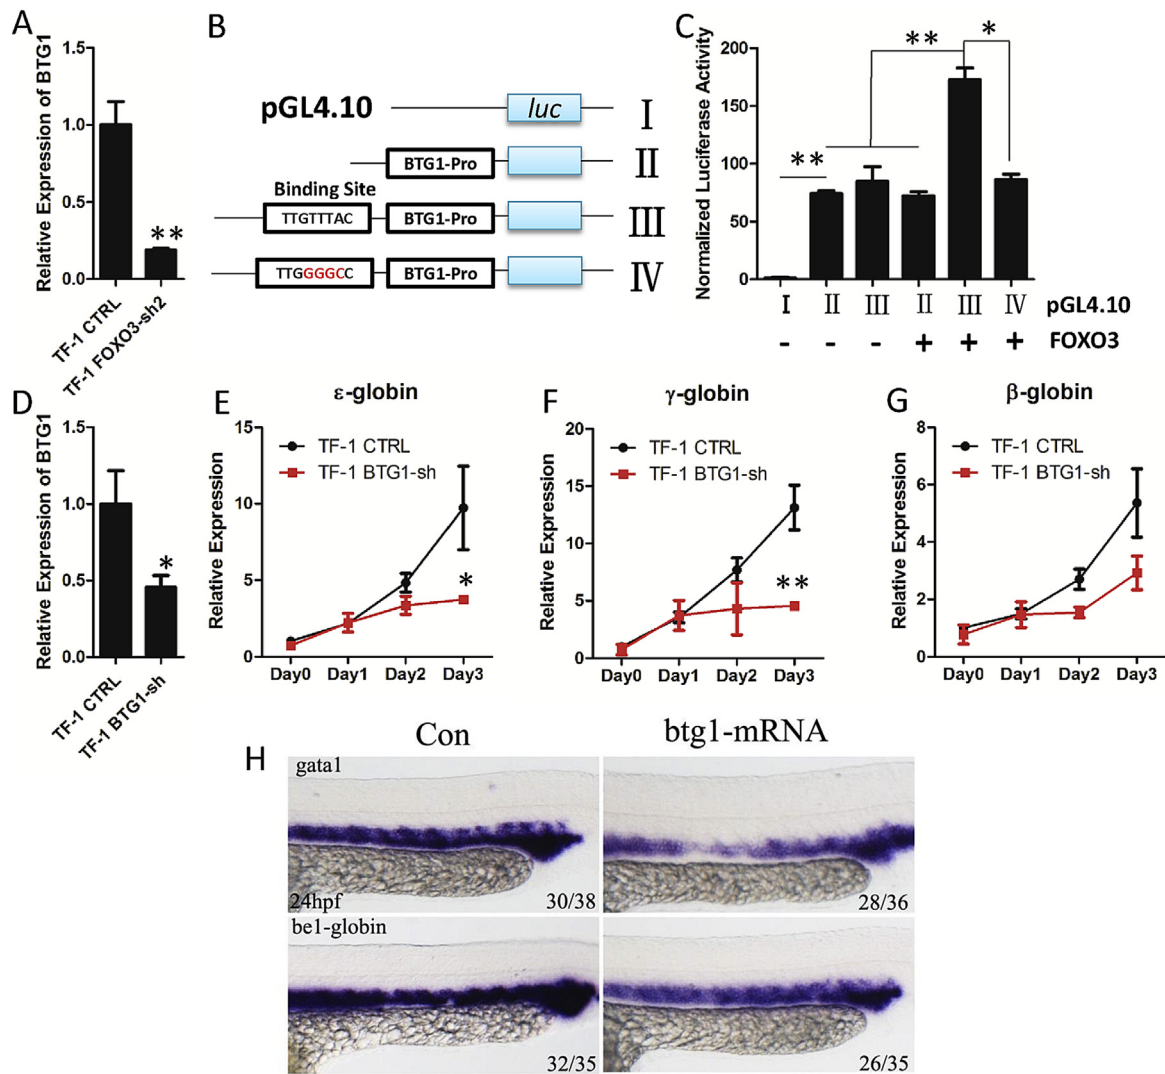 A
Relative Expression of BTG1
1.5
1.0
0.5
0.0
**
TF-1 CTRL
TF-1 FOXO3-sh2
B
pGL4.10
luc
I
BTG1-Pro
II
Binding Site
TTGTTTAC
BTG1-Pro
III
TTGGGGCC
BTG1-Pro
IV
C
Normalized Luciferase Activity
200
150
100
50
0
**
**
*
I II III II III IV pGL4.10
- - - + + + FOXO3
D
Relative Expression of BTG1
1.5
1.0
0.5
0.0
*
TF-1 CTRL
TF-1 BTG1-sh
E
ε-globin
Relative Expression
15
10
5
0
TF-1 CTRL
TF-1 BTG1-sh
*
Day0 Day1 Day2 Day3
F
γ-globin
Relative Expression
20
15
10
5
0
TF-1 CTRL
TF-1 BTG1-sh
**
Day0 Day1 Day2 Day3
G
β-globin
Relative Expression
8
6
4
2
0
TF-1 CTRL
TF-1 BTG1-sh
Day0 Day1 Day2 Day3
H
Con
btg1-mRNA
gata1
24hpf
30/38
28/36
be1-globin
32/35
26/35